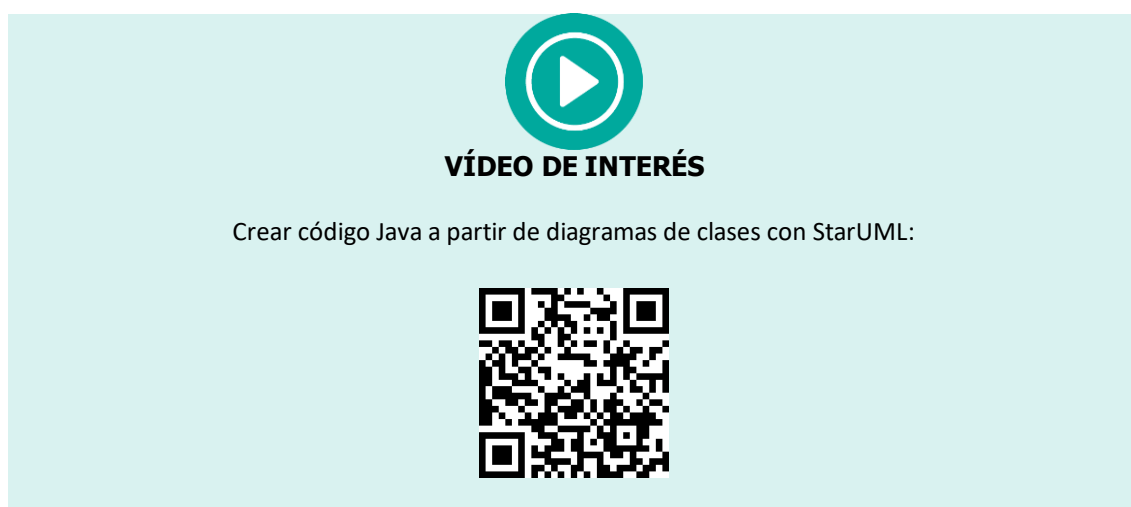 VÍDEO DE INTERÉS
Crear código Java a partir de diagramas de clases con StarUML: